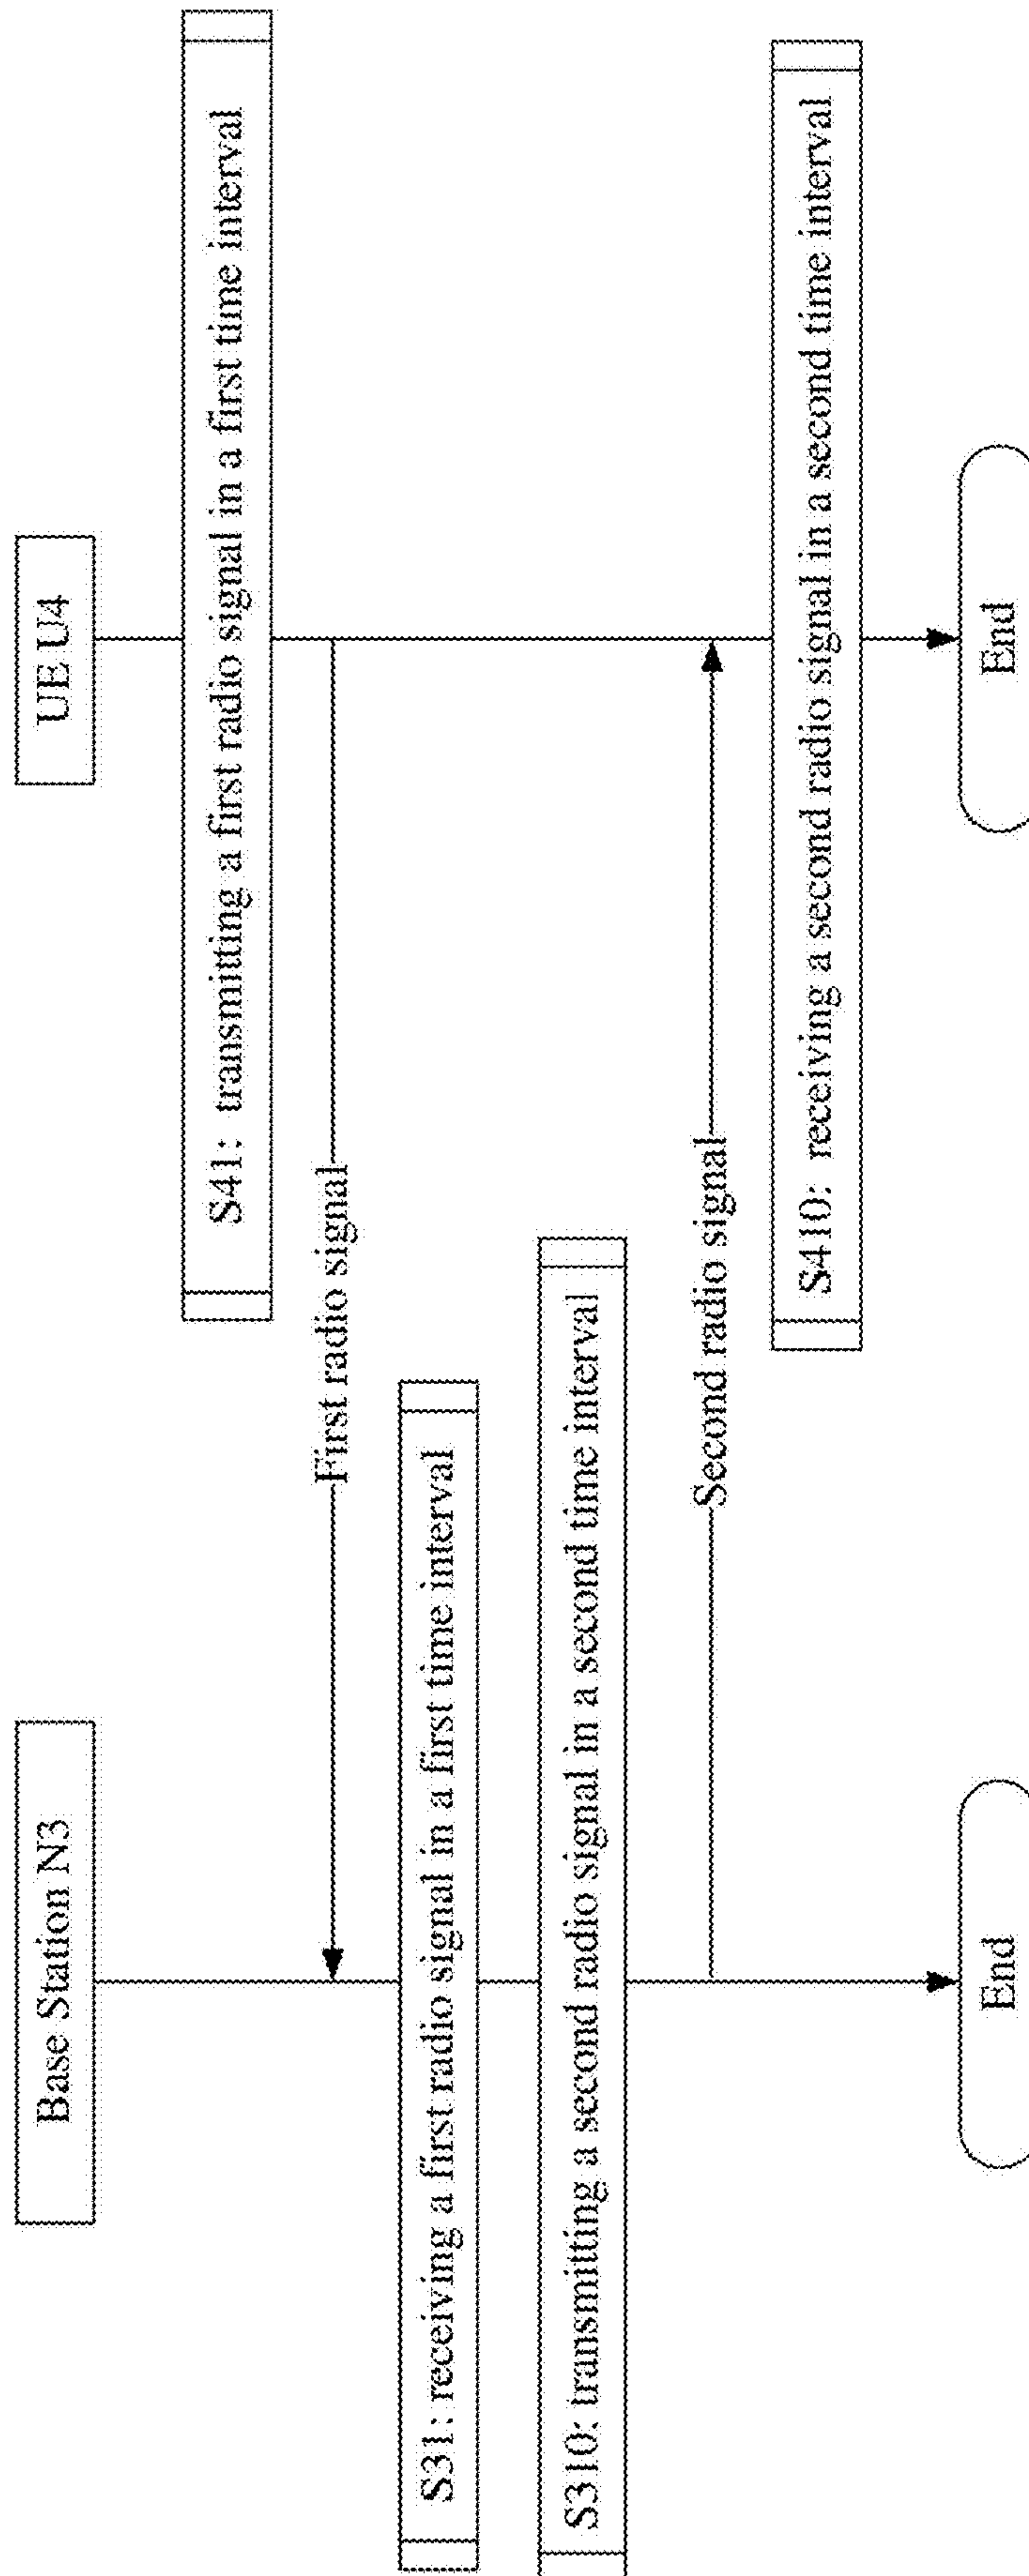 Base Station N3
UE U4
S41: transmitting a first radio signal in a first time interval
First radio signal
S31: receiving a first radio signal in a first time interval
S310: transmitting a second radio signal in a second time interval
Second radio signal
S410: receiving a second radio signal in a second time interval
End
End